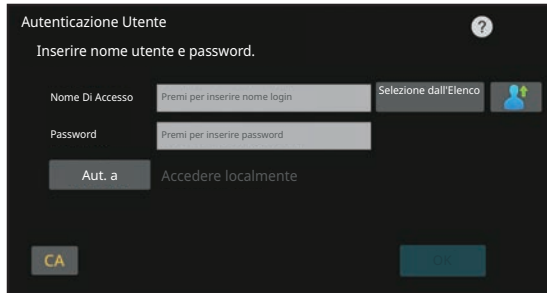 Autenticazione Utente
?
Inserire nome utente e password.
Nome Di Accesso
Premi per inserire nome login
Selezione dall'Elenco
Password
Premi per inserire password
Aut. a
Accedere localmente
CA
OK